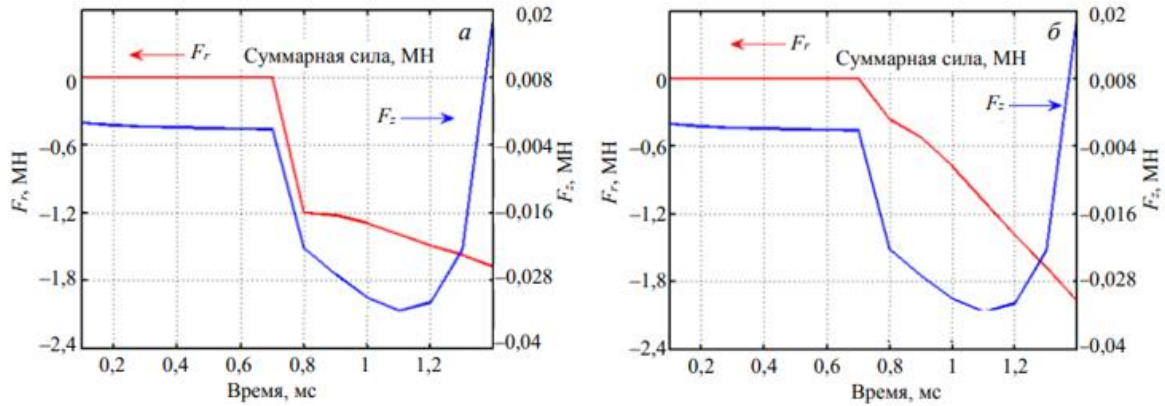 а
F_r
Суммарная сила, МН
F_z
0,02
0,008
–0,004
–0,016
–0,028
–0,04
F_z, МН
0
–0,6
–1,2
–1,8
–2,4
F_r, МН
0,2 0,4 0,6 0,8 1 1,2
Время, мс
б
F_r
Суммарная сила, МН
F_z
0,02
0,008
–0,004
–0,016
–0,028
–0,04
F_z, МН
0
–0,6
–1,2
–1,8
–2,4
F_r, МН
0,2 0,4 0,6 0,8 1 1,2
Время, мс